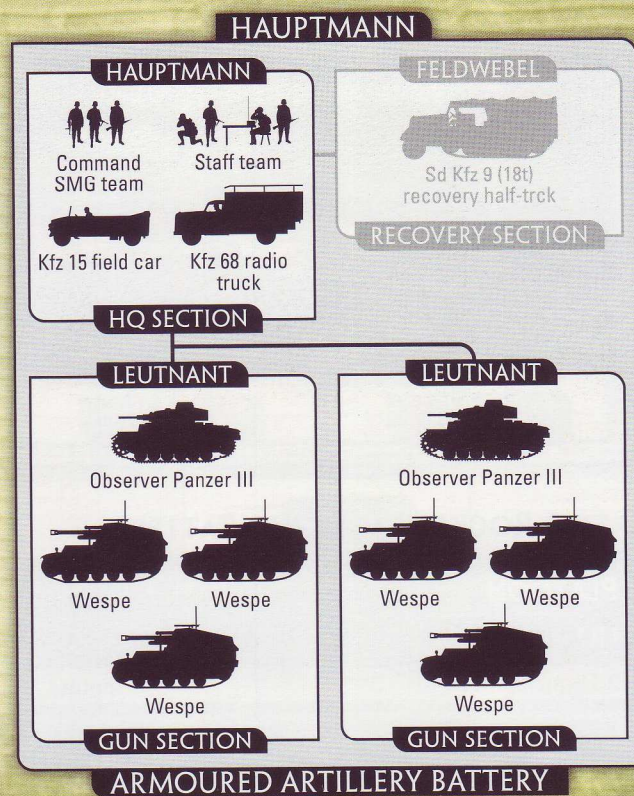 HAUPTMANN
HAUPTMANN
Command
SMG team
Staff team
Kfz 15 field car
Kfz 68 radio
truck
HQ SECTION
FELDWEBEL
Sd Kfz 9 (18t)
recovery half-trck
RECOVERY SECTION
LEUTNANT
Observer Panzer III
Wespe
Wespe
Wespe
GUN SECTION
LEUTNANT
Observer Panzer III
Wespe
Wespe
Wespe
GUN SECTION
ARMOURED ARTILLERY BATTERY